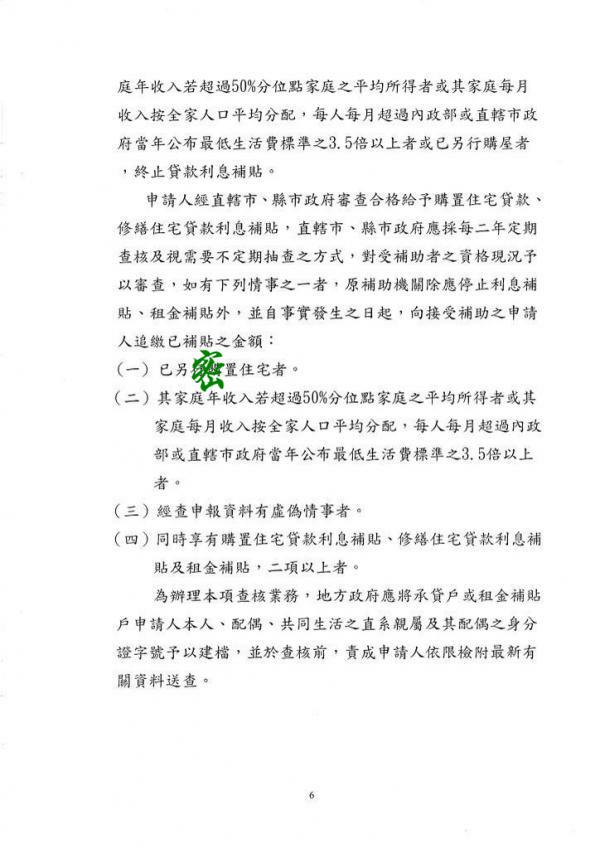 庭年收入若超過50%分位點家庭之平均所得者或其家庭每月
收入按全家人口平均分配，每人每月超過內政部或直轄市政
府當年公布最低生活費標準之3.5倍以上者或已另行購屋者
，終止貸款利息補貼。
申請人經直轄市、縣市政府審查合格給予購置住宅貸款、
修繕住宅貸款利息補貼，直轄市、縣市政府應採每二年定期
查核及視需要不定期抽查之方式，對受補助者之資格現況予
以審查，如有下列情事之一者，原補助機關除應停止利息補
貼、租金補貼外，並自事實發生之日起，向接受補助之申請
人追繳已補貼之金額：
(一) 已另密置住宅者。
(二) 其家庭年收入若超過50%分位點家庭之平均所得者或其
家庭每月收入按全家人口平均分配，每人每月超過內政
部或直轄市政府當年公布最低生活費標準之3.5倍以上
者。
(三) 經查申報資料有虛偽情事者。
(四) 同時享有購置住宅貸款利息補貼、修繕住宅貸款利息補
貼及租金補貼，二項以上者。
為辦理本項查核業務，地方政府應將承貸戶或租金補貼
戶申請人本人、配偶、共同生活之直系親屬及其配偶之身分
證字號予以建檔，並於查核前，責成申請人依限檢附最新有
關資料送查。
6